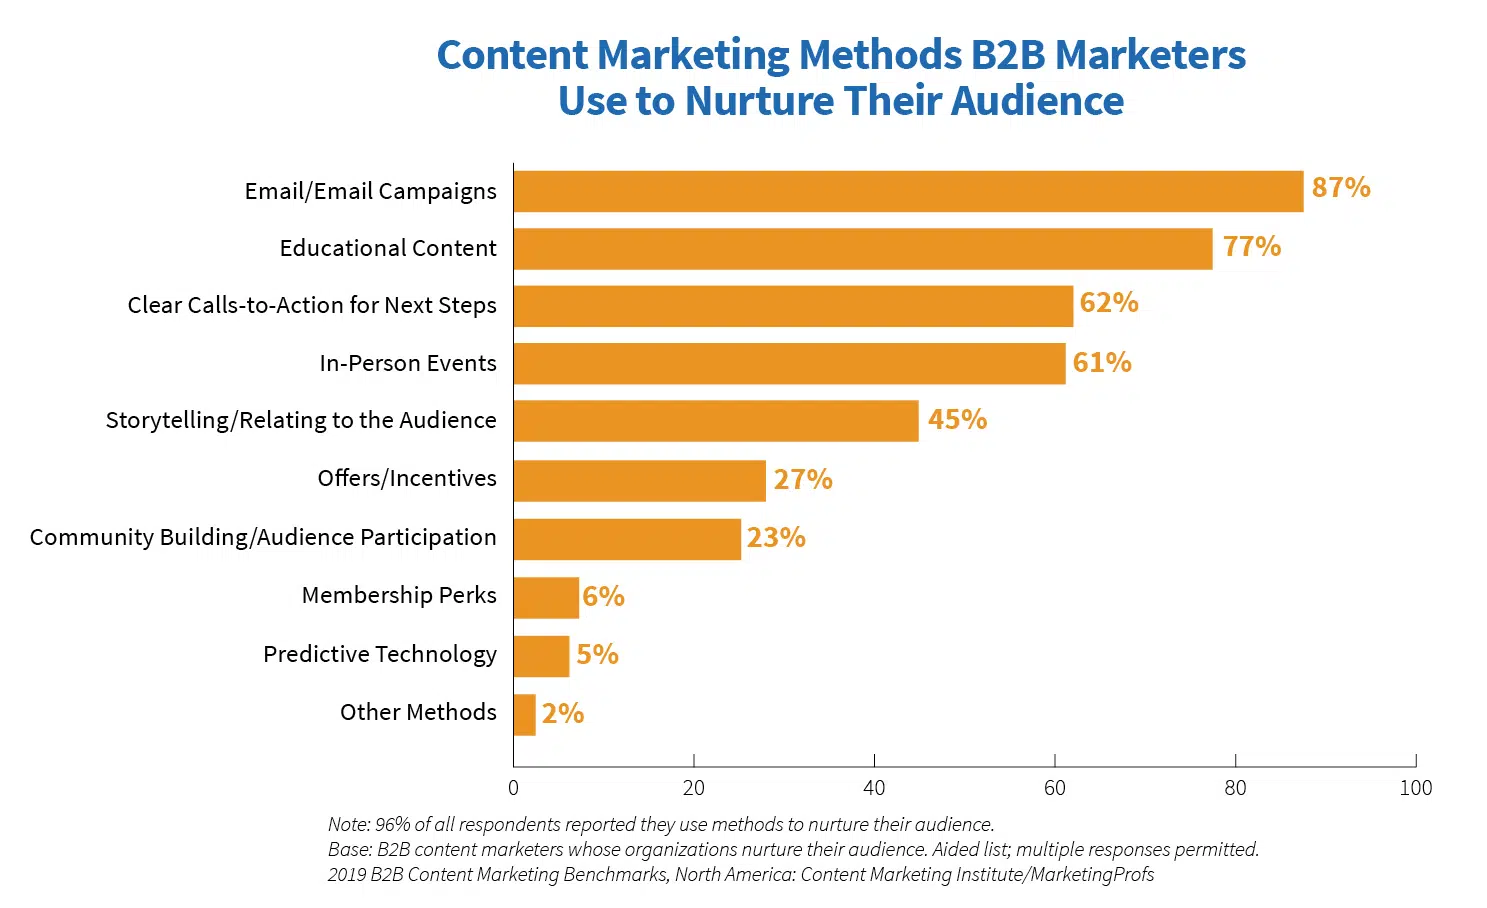 Content Marketing Methods B2B Marketers
Use to Nurture Their Audience
Email/Email Campaigns 87%
Educational Content 77%
Clear Calls-to-Action for Next Steps 62%
In-Person Events 61%
Storytelling/Relating to the Audience 45%
Offers/Incentives 27%
Community Building/Audience Participation 23%
Membership Perks 6%
Predictive Technology 5%
Other Methods 2%
0 20 40 60 80 100
Note: 96% of all respondents reported they use methods to nurture their audience.
Base: B2B content marketers whose organizations nurture their audience. Aided list; multiple responses permitted.
2019 B2B Content Marketing Benchmarks, North America: Content Marketing Institute/MarketingProfs